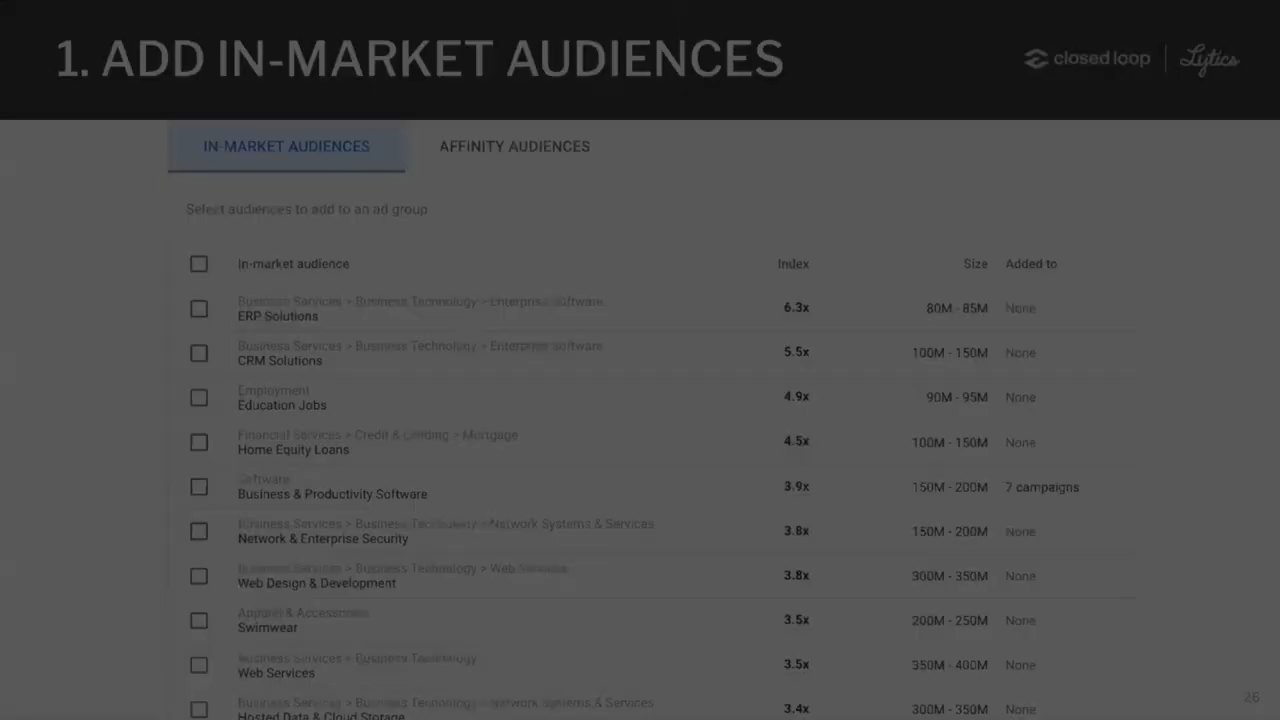 1. ADD IN-MARKET AUDIENCES
closed loop
Lytics
IN-MARKET AUDIENCES AFFINITY AUDIENCES
Select audiences to add to an ad group
In-market audience Index Size Added to
Business Services > Business Technology > Enterprise Software
ERP Solutions 6.3x 80M - 85M None
Business Services > Business Technology > Enterprise Software
CRM Solutions 5.5x 100M - 150M None
Employment
Education Jobs 4.9x 90M - 95M None
Financial Services > Credit & Lending > Mortgage
Home Equity Loans 4.5x 100M - 150M None
Software
Business & Productivity Software 3.9x 150M - 200M 7 campaigns
Business Services > Business Technology > Network Systems & Services
Network & Enterprise Security 3.8x 150M - 200M None
Business Services > Business Technology > Web Services
Web Design & Development 3.8x 300M - 350M None
Apparel & Accessories
Swimwear 3.5x 200M - 250M None
Business Services > Business Technology
Web Services 3.5x 350M - 400M None
Business Services > Business Technology > Network Systems & Services
Hosted Data & Cloud Storage 3.4x 300M - 350M None
26